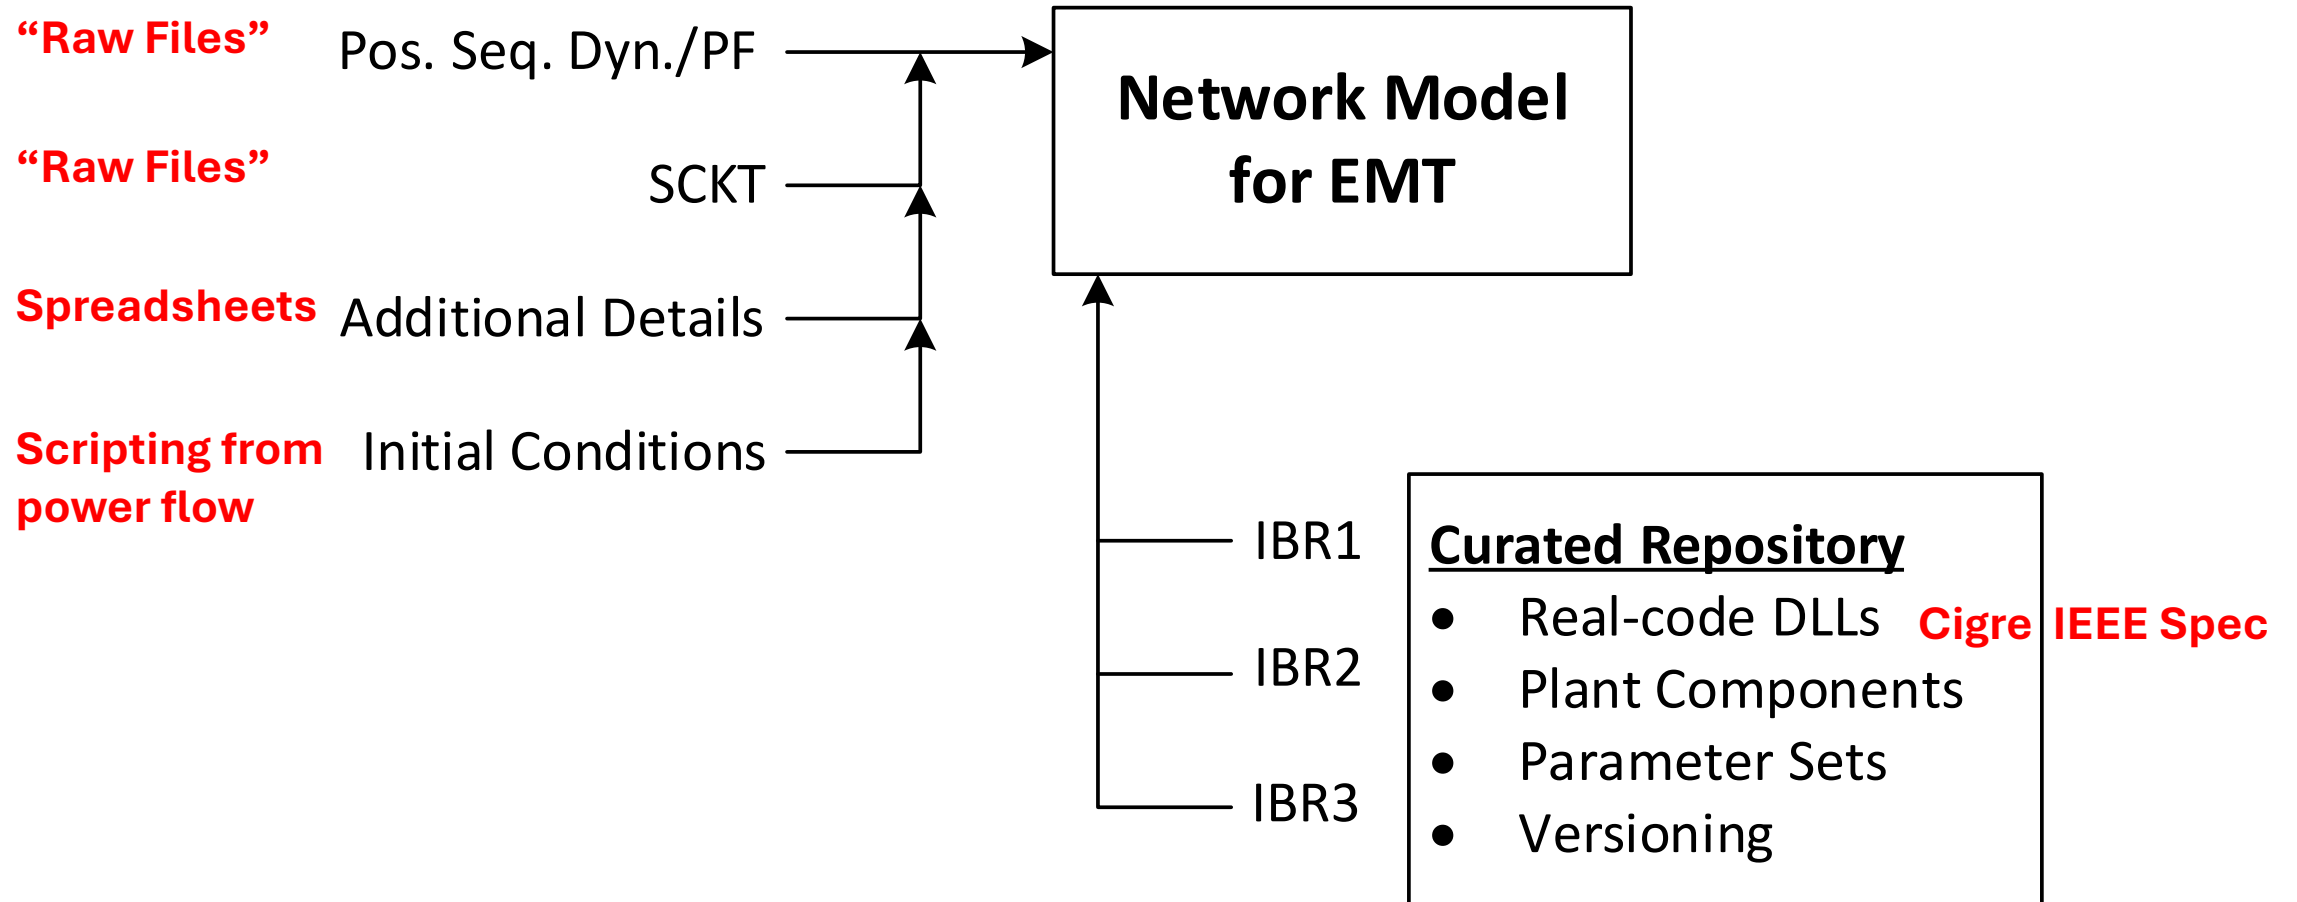 “Raw Files” Pos. Seq. Dyn./PF
Network Model
for EMT
“Raw Files” SCKT
Spreadsheets Additional Details
Scripting from
power flow
Initial Conditions
IBR1
IBR2
IBR3
Curated Repository
● Real-code DLLs Cigre IEEE Spec
● Plant Components
● Parameter Sets
● Versioning